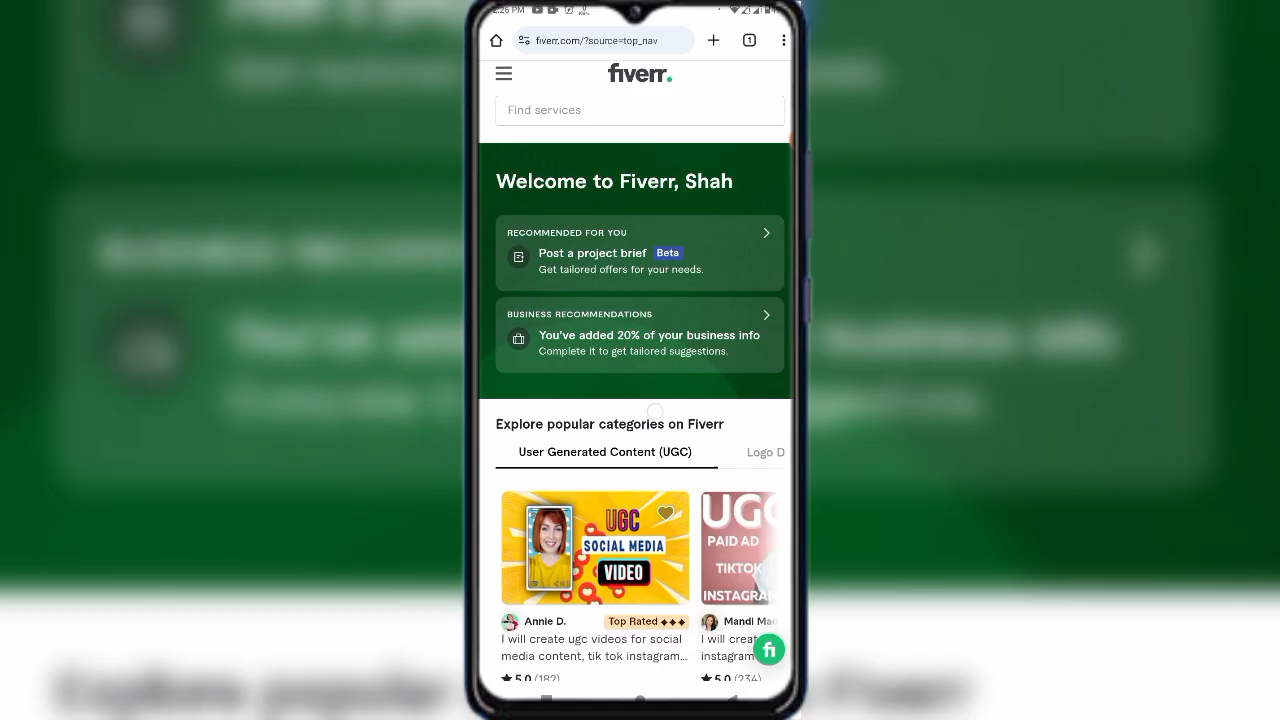 2:26 PM
fiverr.com/?source=top_nav
1
fiverr.
Find services
Welcome to Fiverr, Shah
RECOMMENDED FOR YOU
Post a project brief Beta
Get tailored offers for your needs.
BUSINESS RECOMMENDATIONS
You've added 20% of your business info
Complete it to get tailored suggestions.
Explore popular categories on Fiverr
User Generated Content (UGC) Logo D
UGC
SOCIAL MEDIA
VIDEO
UGC
PAID AD
TIKTOK
INSTAGRAM
Annie D. Top Rated
Mandi Mad
I will create ugc videos for social
media content, tik tok instagram...
I will creat
instagram
fi
5.0 (182)
5.0 (234)